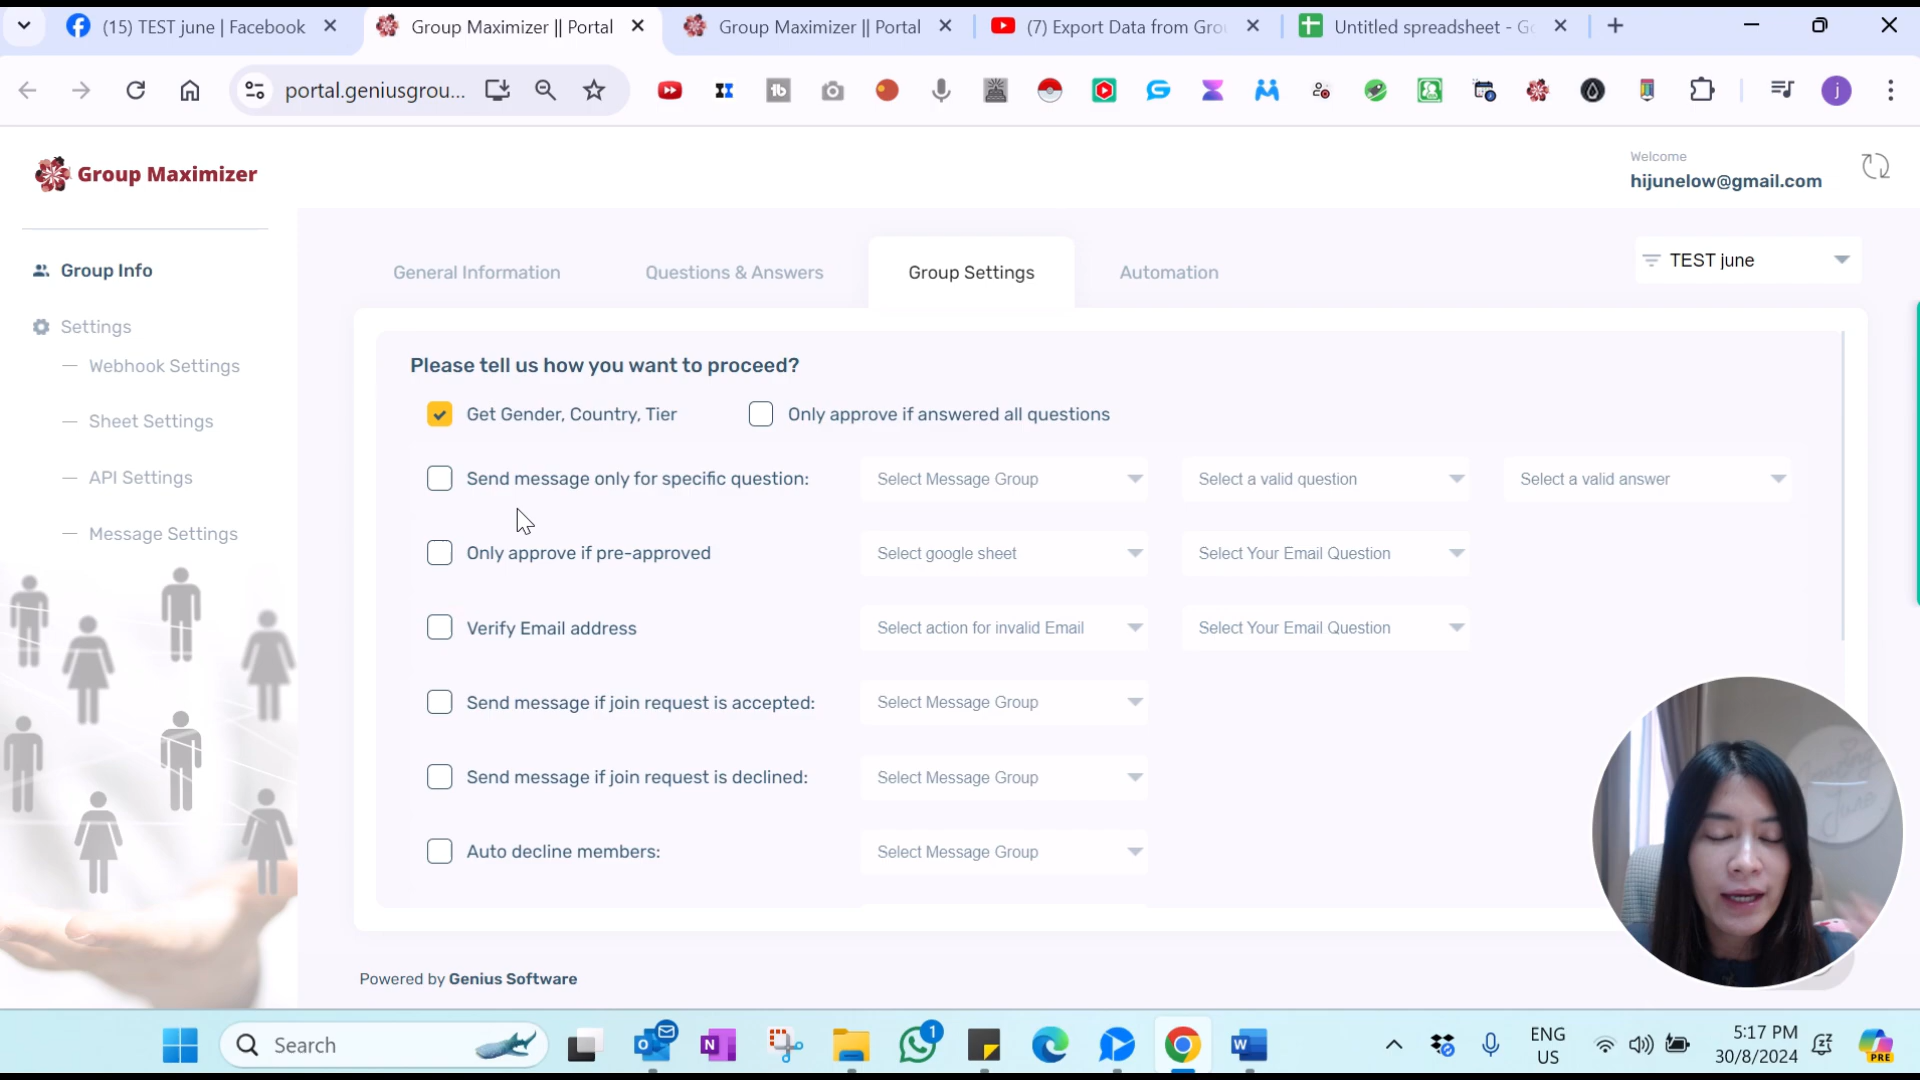 (15) TEST june | Facebook
Group Maximizer || Portal
Group Maximizer || Portal
(7) Export Data from Gro
Untitled spreadsheet - Go
portal.geniusgrou...
Group Maximizer
Welcome
hijunelow@gmail.com
Group Info
Settings
Webhook Settings
Sheet Settings
API Settings
Message Settings
General Information
Questions & Answers
Group Settings
Automation
TEST june
Please tell us how you want to proceed?
Get Gender, Country, Tier
Only approve if answered all questions
Send message only for specific question:
Select Message Group
Select a valid question
Select a valid answer
Only approve if pre-approved
Select google sheet
Select Your Email Question
Verify Email address
Select action for invalid Email
Select Your Email Question
Send message if join request is accepted:
Select Message Group
Send message if join request is declined:
Select Message Group
Auto decline members:
Select Message Group
Powered by Genius Software
Search
1
ENG
US
5:17 PM
30/8/2024
PRE